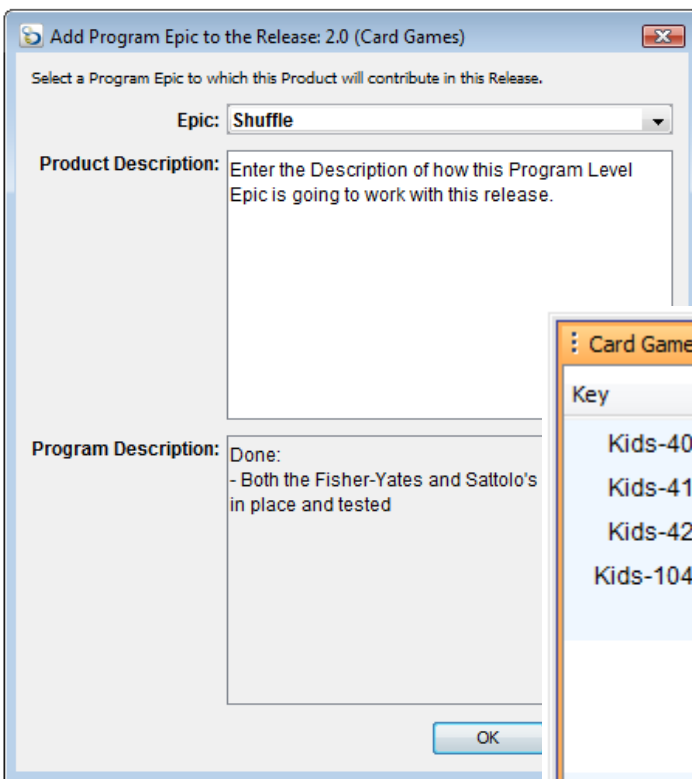 Add Program Epic to the Release: 2.0 (Card Games)
Select a Program Epic to which this Product will contribute in this Release.
Epic: Shuffle
Product Description: Enter the Description of how this Program Level
Epic is going to work with this release.
Program Description: Done:
- Both the Fisher-Yates and Sattolo's
in place and tested
OK
Card Game
Key
Kids-40
Kids-41
Kids-42
Kids-104